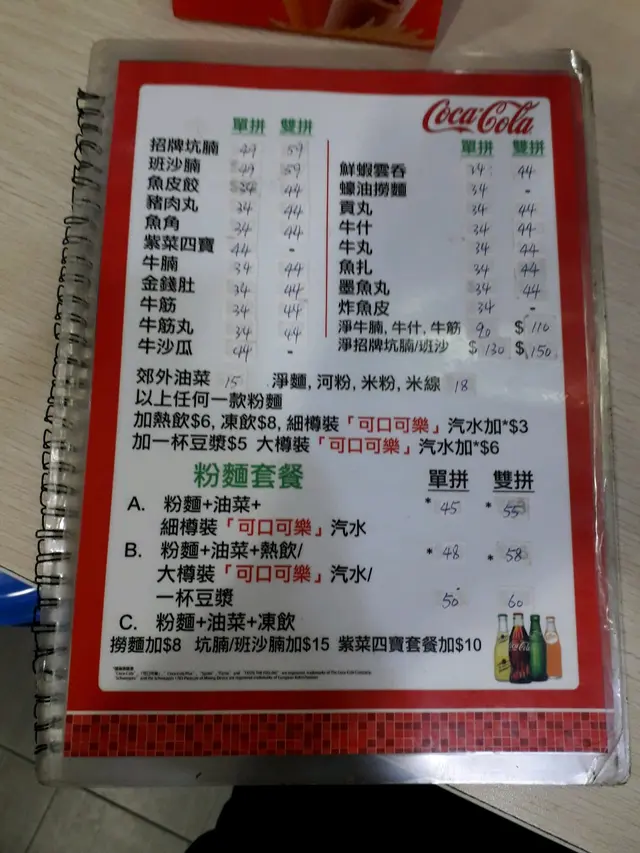 Coca-Cola
單拼 雙拼
招牌坑腩 49 59
班沙腩 49 59
魚皮餃 34 44
豬肉丸 34 44
魚角 34 44
紫菜四寶 44 -
牛腩 34 44
金錢肚 34 44
牛筋 34 44
牛筋丸 34 44
牛沙瓜 44 -
單拼 雙拼
鮮蝦雲吞 34 44
蠔油撈麵 34 -
貢丸 34 44
牛什 34 44
牛丸 34 44
魚扎 34 44
墨魚丸 34 44
炸魚皮 34 -
淨牛腩, 牛什, 牛筋 90 $110
淨招牌坑腩/班沙 $130 $150
郊外油菜 15 淨麵, 河粉, 米粉, 米線 18
以上任何一款粉麵
加熱飲$6, 凍飲$8, 細樽裝「可口可樂」汽水加*$3
加一杯豆漿$5 大樽裝「可口可樂」汽水加*$6
粉麵套餐 單拼 雙拼
A. 粉麵+油菜+ *45 *55
細樽裝「可口可樂」汽水
B. 粉麵+油菜+熱飲/ *48 *58
大樽裝「可口可樂」汽水/
一杯豆漿 50 60
C. 粉麵+油菜+凍飲
撈麵加$8 坑腩/班沙腩加$15 紫菜四寶套餐加$10